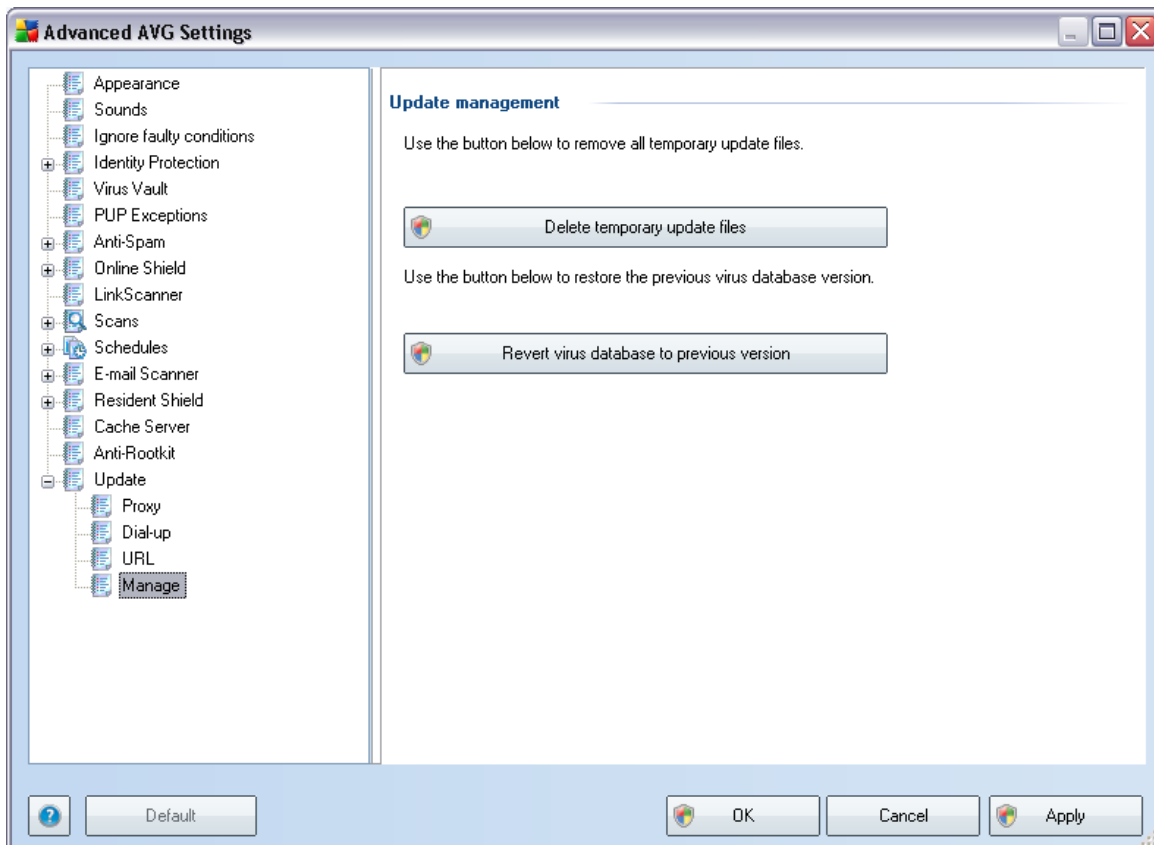 Advanced AVG Settings
Appearance
Sounds
Ignore faulty conditions
Identity Protection
Virus Vault
PUP Exceptions
Anti-Spam
Online Shield
LinkScanner
Scans
Schedules
E-mail Scanner
Resident Shield
Cache Server
Anti-Rootkit
Update
Proxy
Dial-up
URL
Manage
Update management
Use the button below to remove all temporary update files.
Delete temporary update files
Use the button below to restore the previous virus database version.
Revert virus database to previous version
?
Default
OK
Cancel
Apply